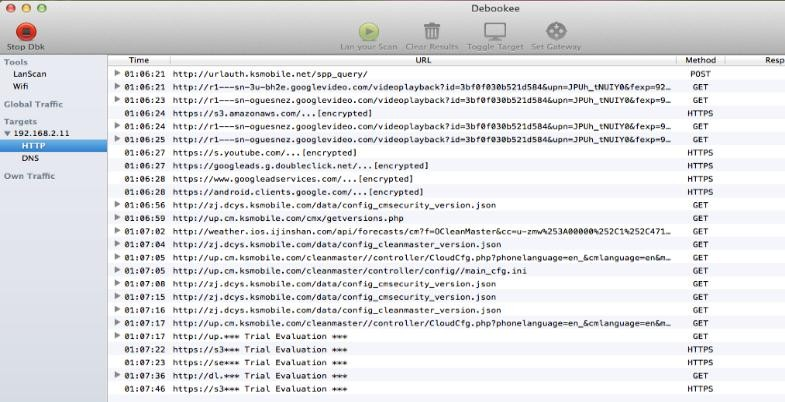 Debookee
Stop Dbk
Lan your Scan Clear Results Toggle Target Set Gateway
Tools
LanScan
Wifi
Global Traffic
Targets
192.168.2.11
HTTP
DNS
Own Traffic
Time URL Method Resp
01:06:21 http://urlauth.ksmobile.net/spp_query/ POST
01:06:21 http://r1---sn-3u-bh2e.googlevideo.com/videoplayback?id=3bf0f030b521d584&upn=JPUh_tNUIY0&fexp=92... GET
01:06:23 http://r1---sn-oguesnez.googlevideo.com/videoplayback?id=3bf0f030b521d584&upn=JPUh_tNUIY0&fexp=9... GET
01:06:24 https://s3.amazonaws.com/...[encrypted] HTTPS
01:06:24 http://r1---sn-oguesnez.googlevideo.com/videoplayback?id=3bf0f030b521d584&upn=JPUh_tNUIY0&fexp=9... GET
01:06:25 http://r1---sn-oguesnez.googlevideo.com/videoplayback?id=3bf0f030b521d584&upn=JPUh_tNUIY0&fexp=9... GET
01:06:27 https://s.youtube.com/...[encrypted] HTTPS
01:06:27 https://googleads.g.doubleclick.net/...[encrypted] HTTPS
01:06:28 https://www.googleadservices.com/...[encrypted] HTTPS
01:06:28 https://android.clients.google.com/...[encrypted] HTTPS
01:06:56 http://zj.dcys.ksmobile.com/data/config_cmsecurity_version.json GET
01:06:57 http://up.cm.ksmobile.com/cmx/getversions.php GET
01:07:02 http://weather.ios.ijinshan.com/api/forecasts/cm?f=OCleanMaster&cc=u-zmw%253A00000%252C1%252C471... GET
01:07:04 http://zj.dcys.ksmobile.com/data/config_cleanmaster_version.json GET
01:07:05 http://up.cm.ksmobile.com/cleanmaster//controller/CloudCfg.php?phonelanguage=en_&cmlanguage=en&m... GET
01:07:05 http://up.cm.ksmobile.com/cleanmaster/controller/config//main_cfg.ini GET
01:07:08 http://zj.dcys.ksmobile.com/data/config_cmsecurity_version.json GET
01:07:15 http://zj.dcys.ksmobile.com/data/config_cmsecurity_version.json GET
01:07:16 http://zj.dcys.ksmobile.com/data/config_cleanmaster_version.json GET
01:07:17 http://up.cm.ksmobile.com/cleanmaster//controller/CloudCfg.php?phonelanguage=en_&cmlanguage=en&m... GET
01:07:17 http://up.*** Trial Evaluation *** GET
01:07:22 https://s3*** Trial Evaluation *** HTTPS
01:07:23 https://se*** Trial Evaluation *** HTTPS
01:07:36 http://dl.*** Trial Evaluation *** GET
01:07:46 https://s3*** Trial Evaluation *** HTTPS